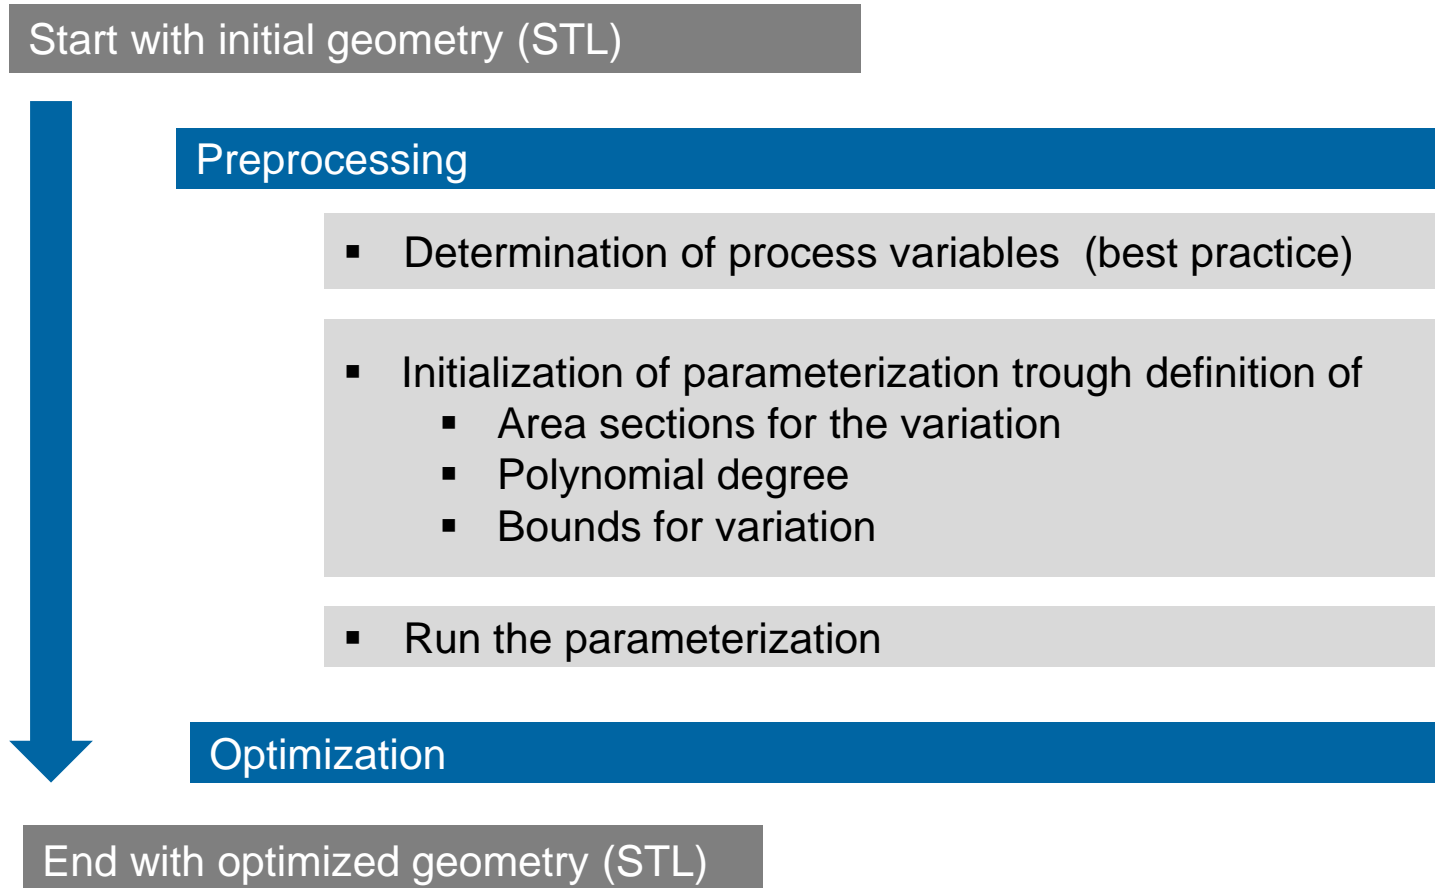 Start with initial geometry (STL)
Preprocessing
▪ Determination of process variables (best practice)
▪ Initialization of parameterization trough definition of
▪ Area sections for the variation
▪ Polynomial degree
▪ Bounds for variation
▪ Run the parameterization
Optimization
End with optimized geometry (STL)